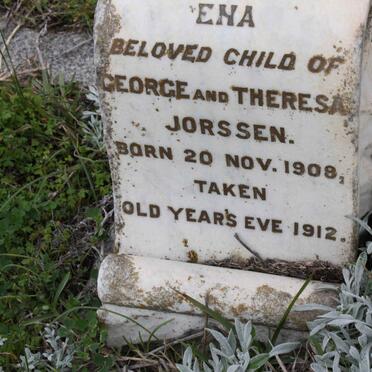 ENA
BELOVED CHILD OF
GEORGE AND THERESA
JORSSEN.
BORN 20 NOV. 1908,
TAKEN
OLD YEAR'S EVE 1912.